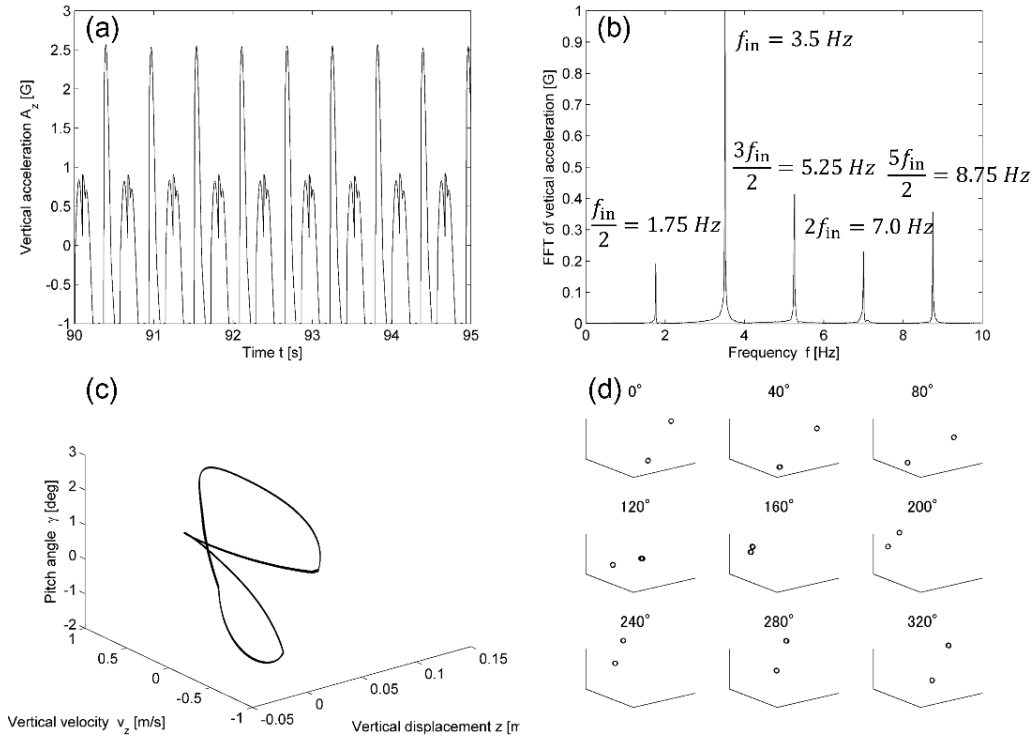 (a)
3
2.5
2
1.5
1
0.5
0
-0.5
-1
90 91 92 93 94 95
Time t [s]
Vertical acceleration A_z [G]
(b)
1
0.9
0.8
0.7
0.6
0.5
0.4
0.3
0.2
0.1
0
0 2 4 6 8 10
Frequency f [Hz]
FFT of vetical acceleration [G]
f_in = 3.5 Hz
3f_in/2 = 5.25 Hz
5f_in/2 = 8.75 Hz
f_in/2 = 1.75 Hz
2f_in = 7.0 Hz
(c)
3
2
1
0
-1
-2
Pitch angle γ [deg]
1
0.5
0
-0.5
-1
Vertical velocity v_z [m/s]
-0.05
0
0.05
0.1
0.15
Vertical displacement z [m
(d)
0° 40° 80°
120° 160° 200°
240° 280° 320°